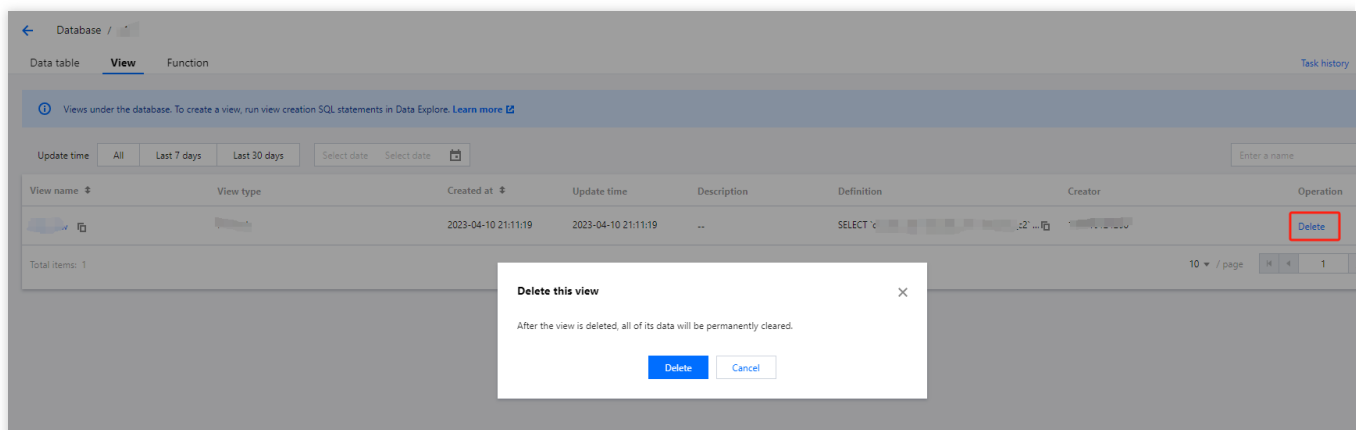 Database /
Data table View Function Task history
Views under the database. To create a view, run view creation SQL statements in Data Explore. Learn more
Update time All Last 7 days Last 30 days Select date Select date Enter a name
View name View type Created at Update time Description Definition Creator Operation
2023-04-10 21:11:19 2023-04-10 21:11:19 -- SELECT ... Delete
Total items: 1 10 / page 1
Delete this view
After the view is deleted, all of its data will be permanently cleared.
Delete Cancel